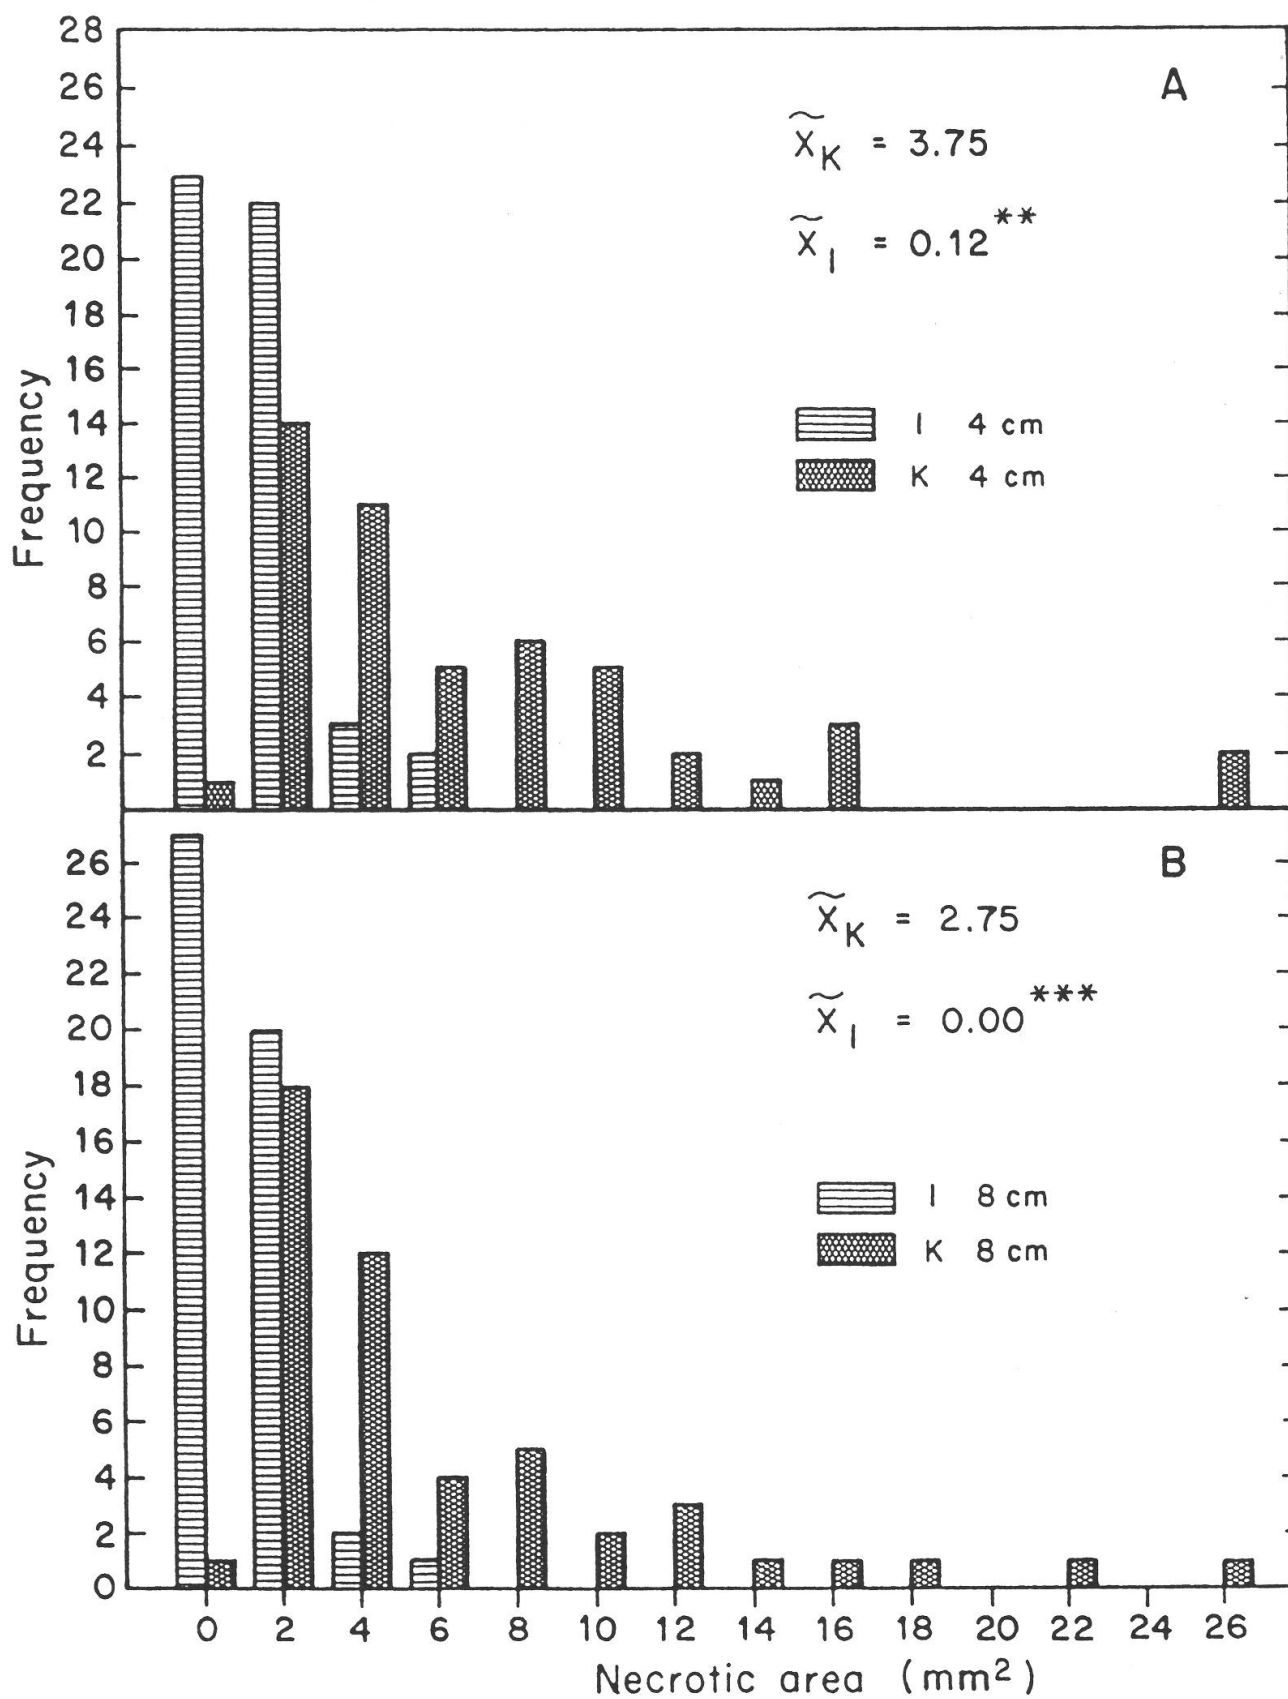 28
A
26
X̃K = 3.75
24
22
X̃I = 0.12**
20
18
16
14
I 4 cm
12
K 4 cm
10
8
6
4
2
Frequency
B
26
X̃K = 2.75
24
22
X̃I = 0.00***
20
18
16
14
I 8 cm
12
K 8 cm
10
8
6
4
2
0
Frequency
0 2 4 6 8 10 12 14 16 18 20 22 24 26
Necrotic area (mm²)